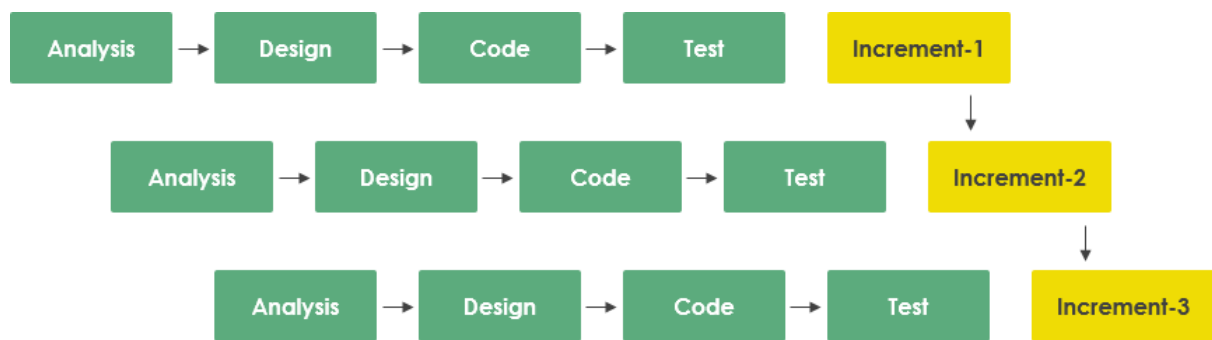 Analysis Design Code Test Increment-1
Analysis Design Code Test Increment-2
Analysis Design Code Test Increment-3